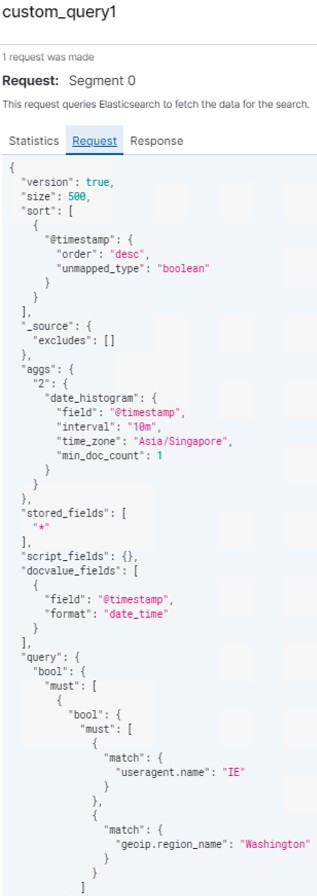 custom_query1
1 request was made
Request: Segment 0
This request queries Elasticsearch to fetch the data for the search.
Statistics Request Response
{
  "version": true,
  "size": 500,
  "sort": [
    {
      "@timestamp": {
        "order": "desc",
        "unmapped_type": "boolean"
      }
    }
  ],
  "_source": {
    "excludes": []
  },
  "aggs": {
    "2": {
      "date_histogram": {
        "field": "@timestamp",
        "interval": "10m",
        "time_zone": "Asia/Singapore",
        "min_doc_count": 1
      }
    }
  },
  "stored_fields": [
    "*"
  ],
  "script_fields": {},
  "docvalue_fields": [
    {
      "field": "@timestamp",
      "format": "date_time"
    }
  ],
  "query": {
    "bool": {
      "must": [
        {
          "bool": {
            "must": [
              {
                "match": {
                  "useragent.name": "IE"
                }
              },
              {
                "match": {
                  "geoip.region_name": "Washington"
                }
              }
            ]